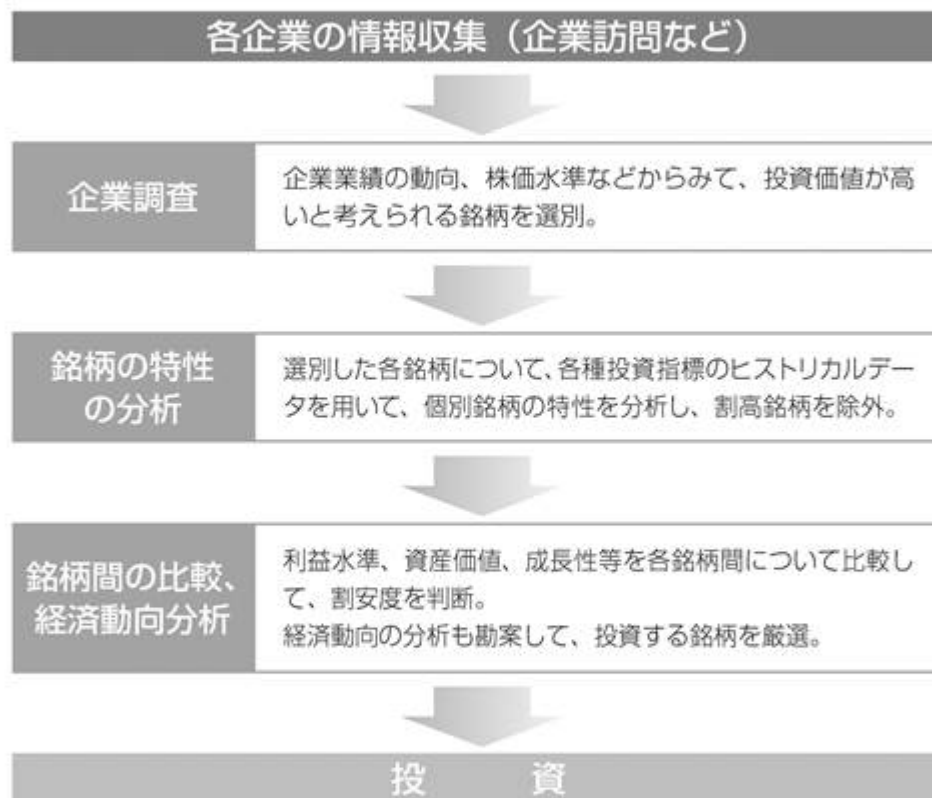 各企業の情報収集（企業訪問など）
企業調査
企業業績の動向、株価水準などからみて、投資価値が高
いと考えられる銘柄を選別。
銘柄の特性
の分析
選別した各銘柄について、各種投資指標のヒストリカルデー
タを用いて、個別銘柄の特性を分析し、割高銘柄を除外。
銘柄間の比較、
経済動向分析
利益水準、資産価値、成長性等を各銘柄間について比較し
て、割安度を判断。
経済動向の分析も勘案して、投資する銘柄を厳選。
投　資